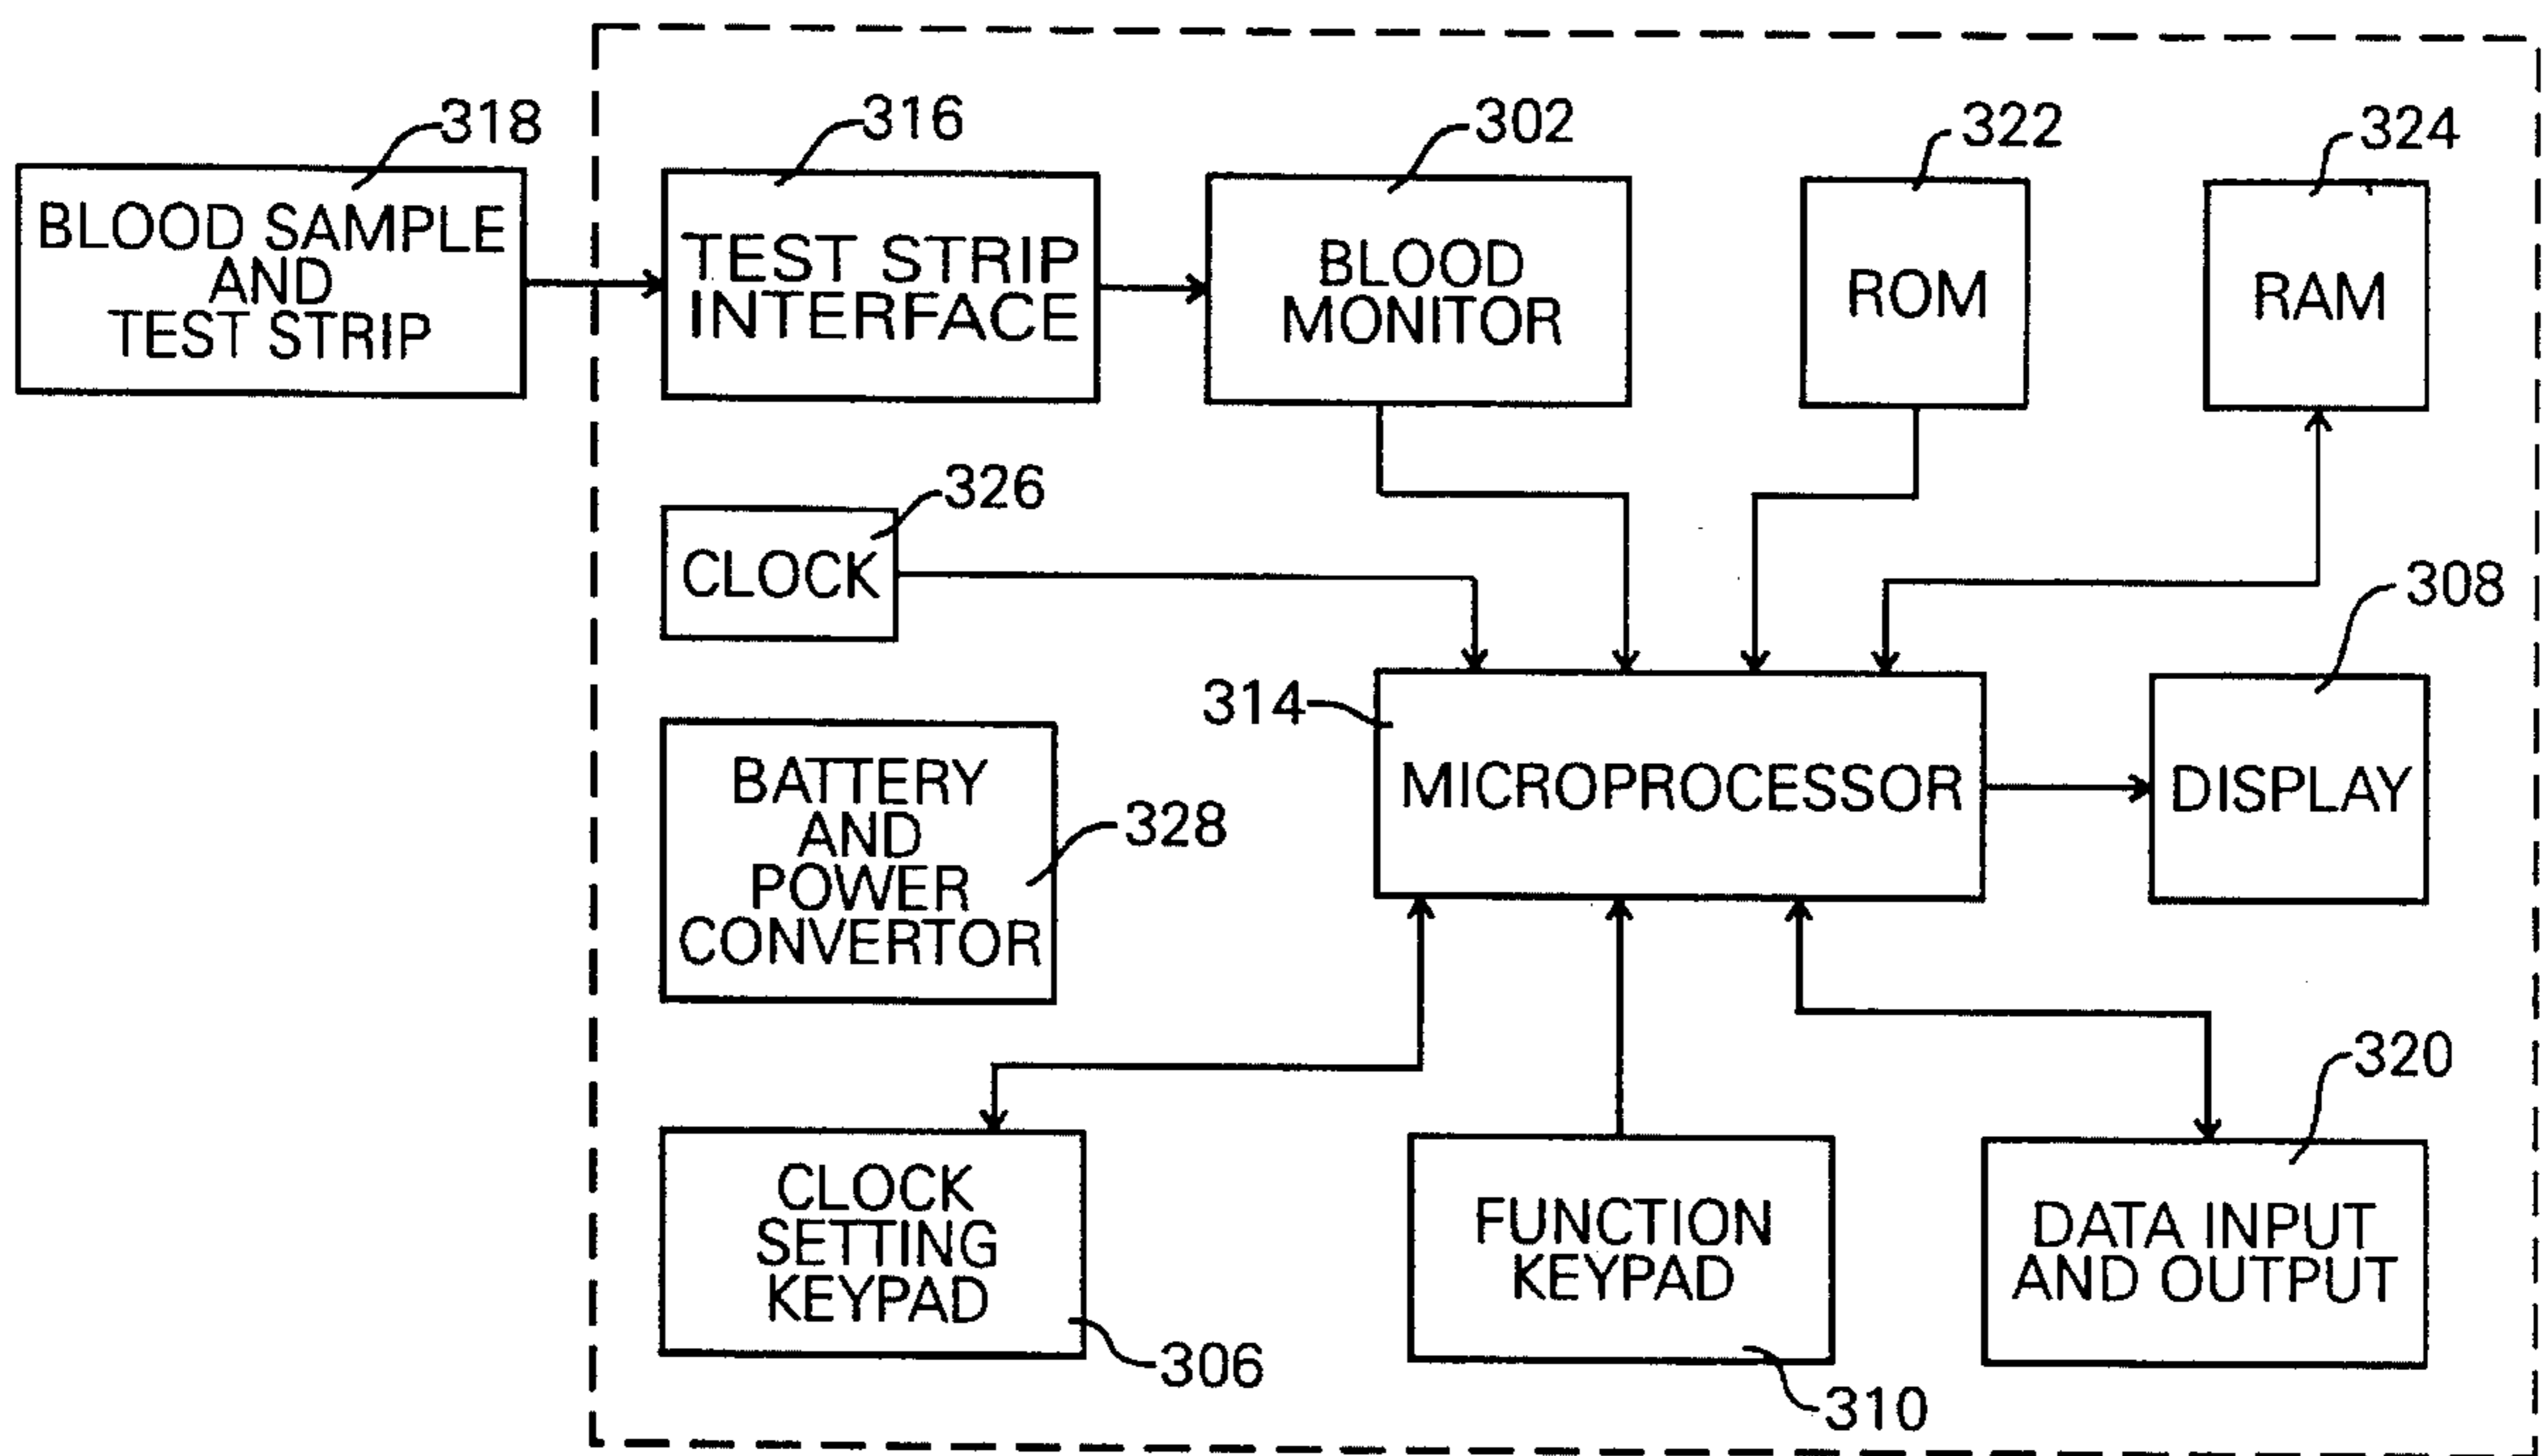 318
316
302
322
324
BLOOD SAMPLE
AND
TEST STRIP
TEST STRIP
INTERFACE
BLOOD
MONITOR
ROM
RAM
326
CLOCK
308
314
MICROPROCESSOR
DISPLAY
BATTERY
AND
POWER
CONVERTOR
328
320
CLOCK
SETTING
KEYPAD
306
FUNCTION
KEYPAD
310
DATA INPUT
AND OUTPUT